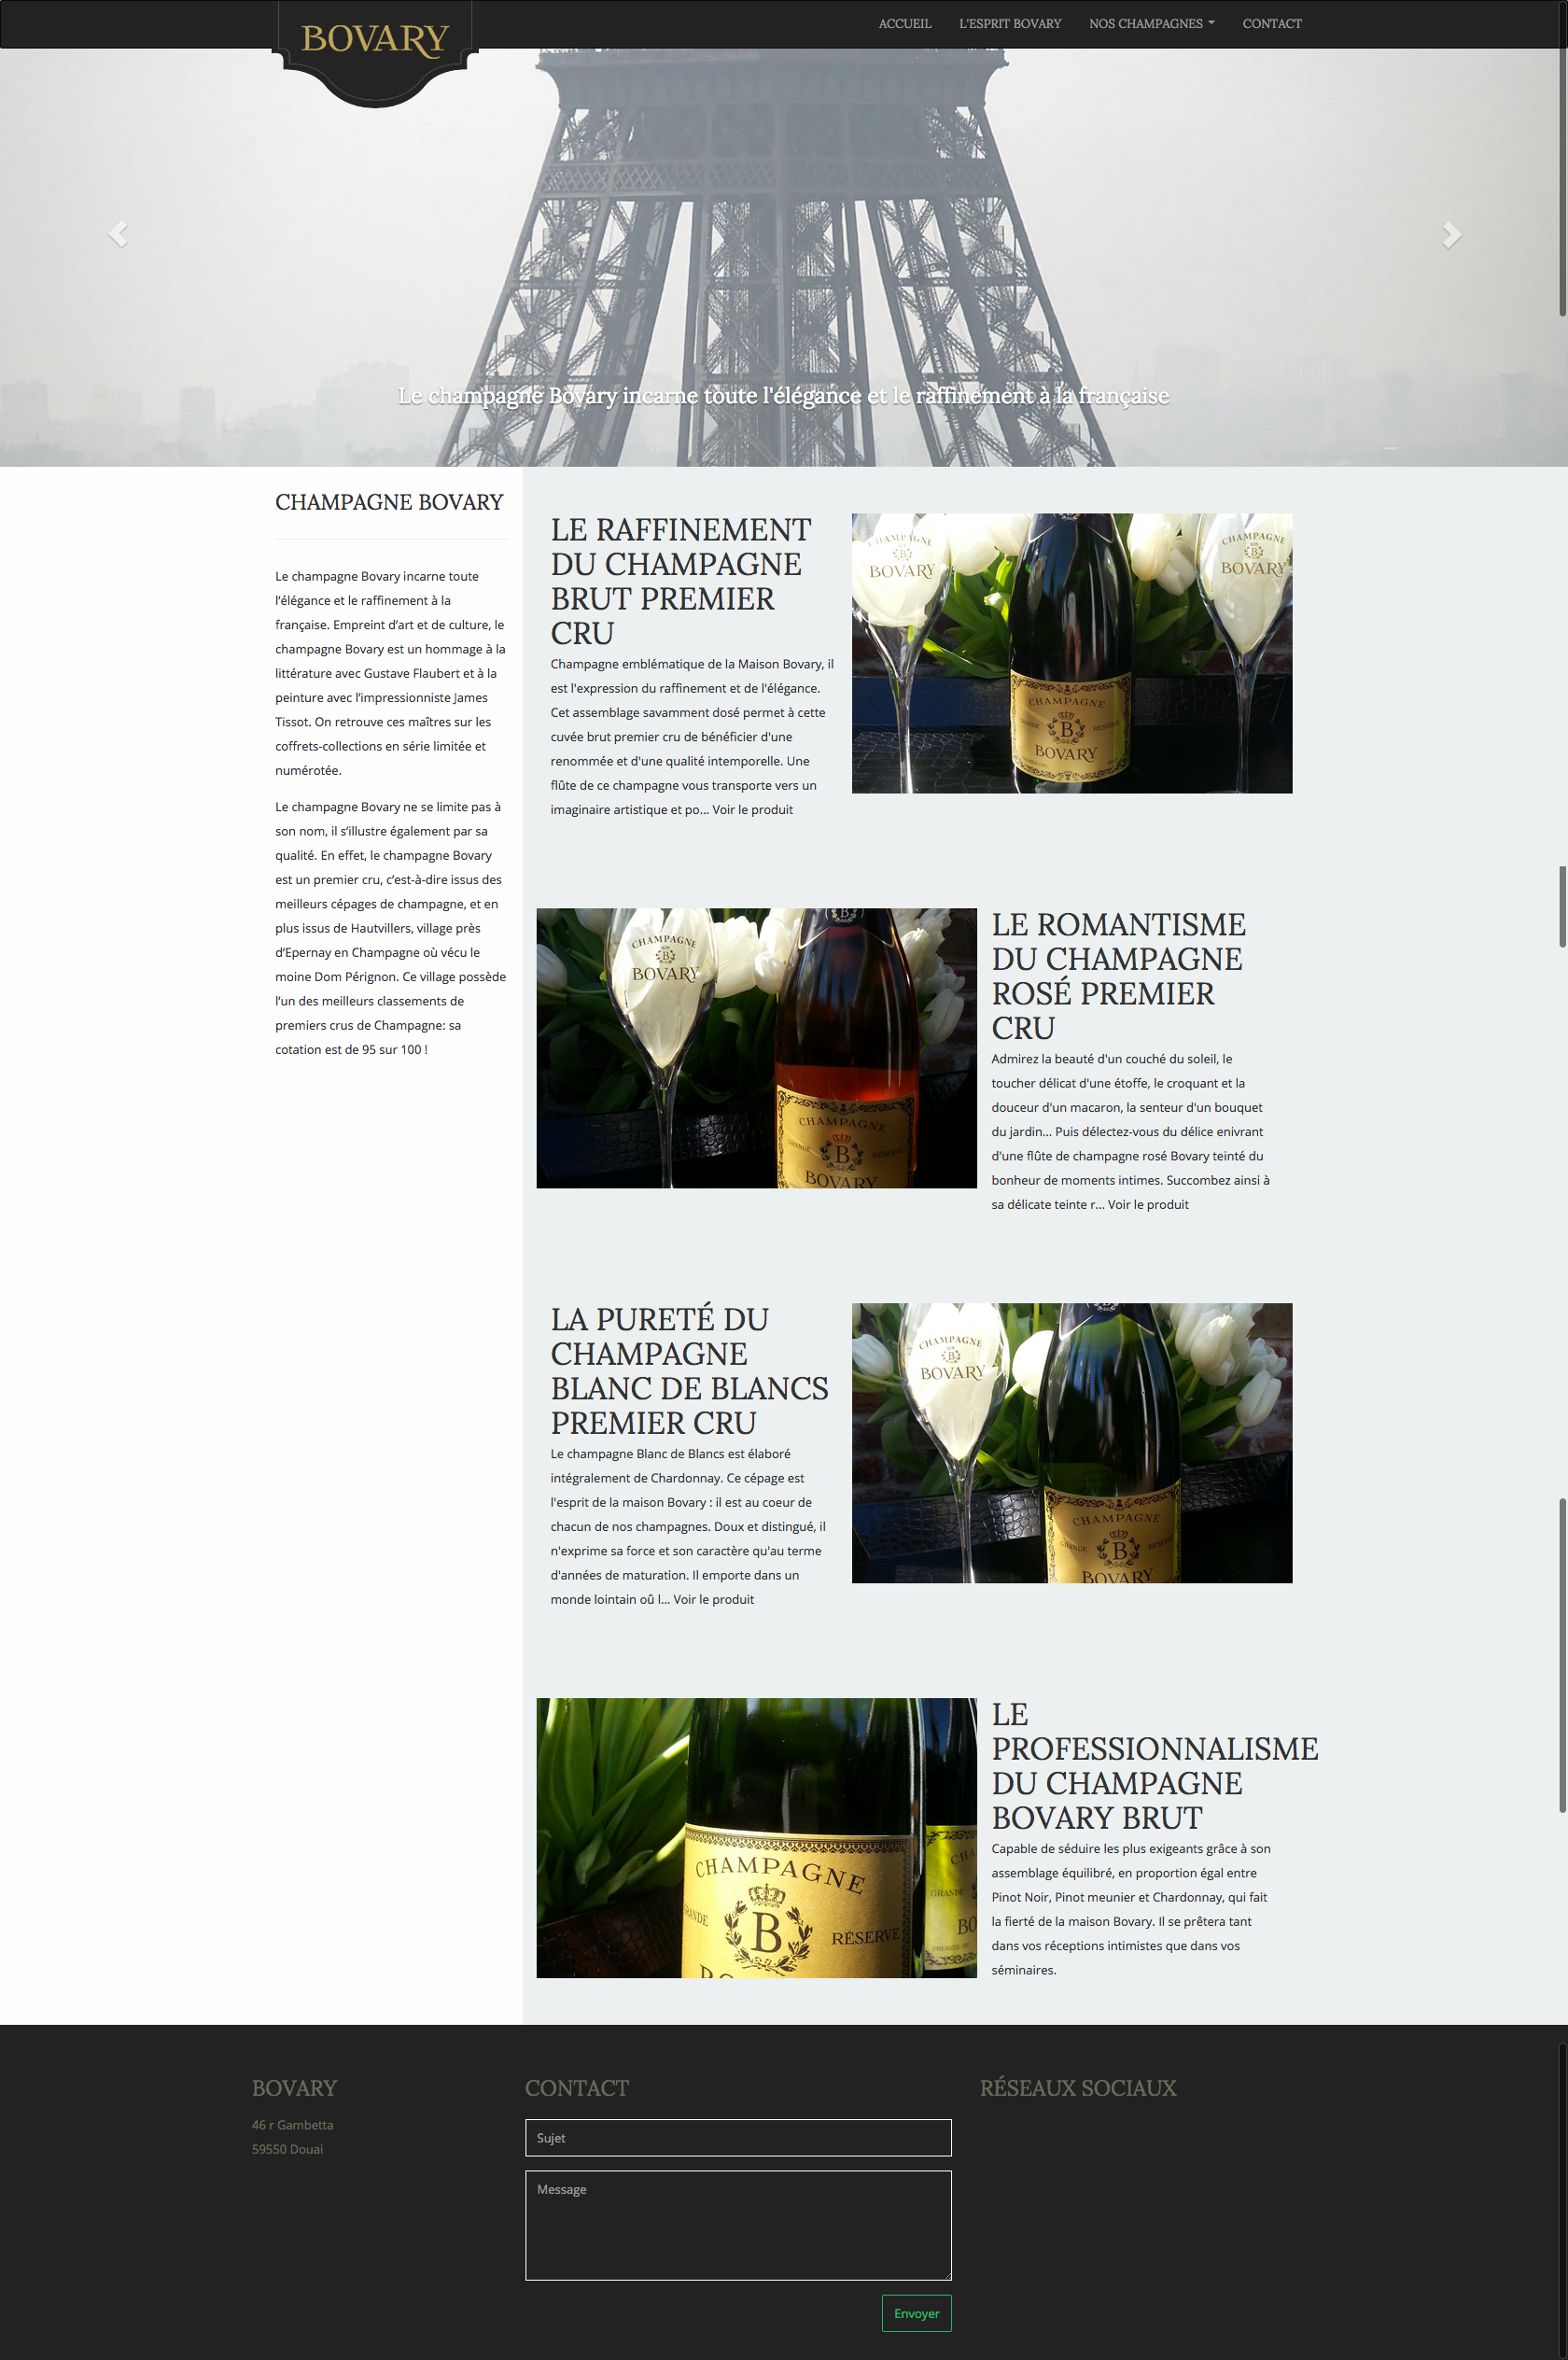 BOVARY
ACCUEIL
L'ESPRIT BOVARY
NOS CHAMPAGNES
CONTACT
Le champagne Bovary incarne toute l'élégance et le raffinement à la française
CHAMPAGNE BOVARY
Le champagne Bovary incarne toute
l’élégance et le raffinement à la
française. Empreint d’art et de culture, le
champagne Bovary est un hommage à la
littérature avec Gustave Flaubert et à la
peinture avec l’impressionniste James
Tissot. On retrouve ces maîtres sur les
coffrets-collections en série limitée et
numérotée.
Le champagne Bovary ne se limite pas à
son nom, il s’illustre également par sa
qualité. En effet, le champagne Bovary
est un premier cru, c’est-à-dire issus des
meilleurs cépages de champagne, et en
plus issus de Hautvillers, village près
d’Epernay en Champagne où vécu le
moine Dom Pérignon. Ce village possède
l’un des meilleurs classements de
premiers crus de Champagne: sa
cotation est de 95 sur 100 !
LE RAFFINEMENT
DU CHAMPAGNE
BRUT PREMIER
CRU
Champagne emblématique de la Maison Bovary, il
est l'expression du raffinement et de l'élégance.
Cet assemblage savamment dosé permet à cette
cuvée brut premier cru de bénéficier d'une
renommée et d'une qualité intemporelle. Une
flûte de ce champagne vous transporte vers un
imaginaire artistique et po... Voir le produit
CHAMPAGNE
B
BOVARY
CHAMPAGNE
B
BOVARY
CHAMPAGNE
GRANDE B RÉSERVE
BOVARY
CHAMPAGNE
B
BOVARY
B
CHAMPAGNE
GRANDE B RÉSERVE
BOVARY
LE ROMANTISME
DU CHAMPAGNE
ROSÉ PREMIER
CRU
Admirez la beauté d'un couché du soleil, le
toucher délicat d'une étoffe, le croquant et la
douceur d'un macaron, la senteur d'un bouquet
du jardin... Puis délectez-vous du délice enivrant
d'une flûte de champagne rosé Bovary teinté du
bonheur de moments intimes. Succombez ainsi à
sa délicate teinte r... Voir le produit
LA PURETÉ DU
CHAMPAGNE
BLANC DE BLANCS
PREMIER CRU
Le champagne Blanc de Blancs est élaboré
intégralement de Chardonnay. Ce cépage est
l'esprit de la maison Bovary : il est au coeur de
chacun de nos champagnes. Doux et distingué, il
n'exprime sa force et son caractère qu'au terme
d'années de maturation. Il emporte dans un
monde lointain oû l... Voir le produit
CHAMPAGNE
B
BOVARY
CHAMPAGNE
GRANDE B RÉSERVE
BOVARY
CHAMPAGNE
B
RÉSERVE
GRANDE
PREMIER CRU
LE
PROFESSIONNALISME
DU CHAMPAGNE
BOVARY BRUT
Capable de séduire les plus exigeants grâce à son
assemblage équilibré, en proportion égal entre
Pinot Noir, Pinot meunier et Chardonnay, qui fait
la fierté de la maison Bovary. Il se prêtera tant
dans vos réceptions intimistes que dans vos
séminaires.
BOVARY
46 r Gambetta
59550 Douai
CONTACT
Sujet
Message
Envoyer
RÉSEAUX SOCIAUX